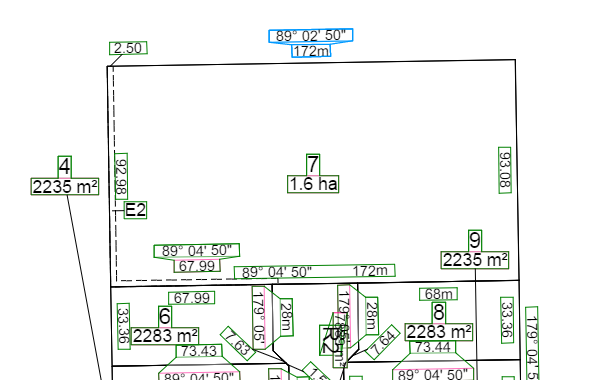 89° 02' 50"
2.50
172m
4
2235 m²
92.98
7
1.6 ha
93.08
E2
9
2235 m²
89° 04' 50"
67.99
89° 04' 50" 172m
67.99
68m
33.36
6
2283 m²
179° 05'
28m
28m
8
2283 m²
33.36
179° 04' 5
7.63
7.64
73.43
73.44
89° 04' 50"
89° 04' 50"